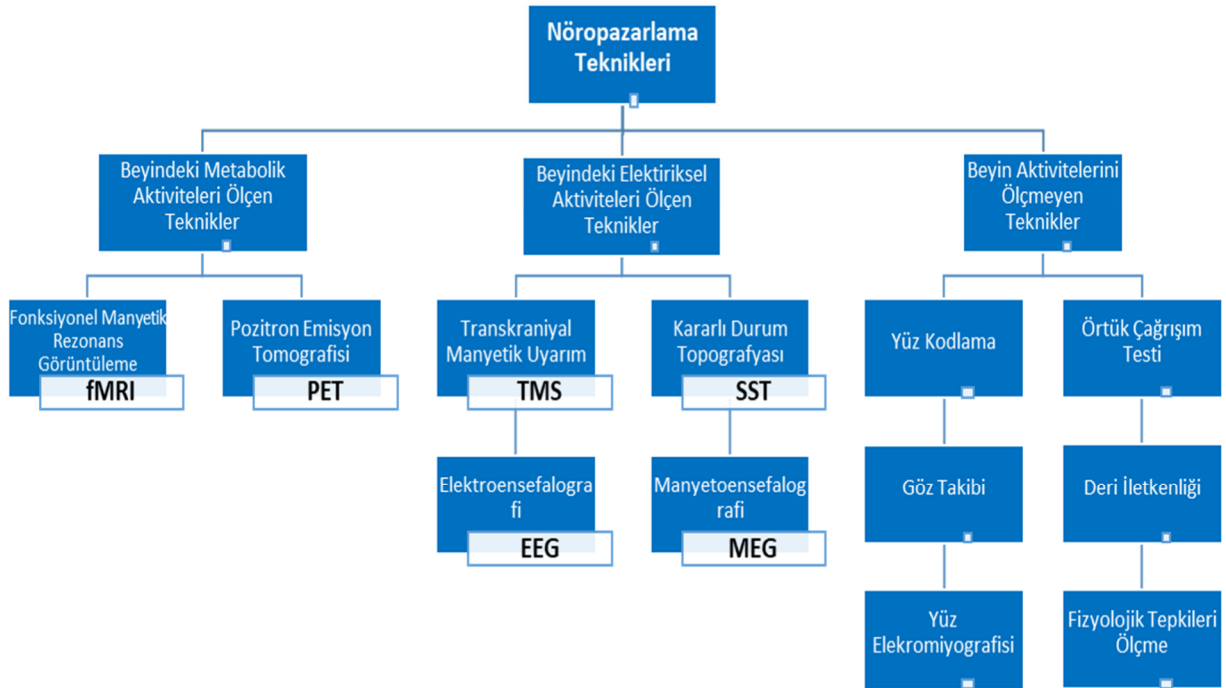 Nöropazarlama
Teknikleri
Beyindeki Metabolik
Aktiviteleri Ölçen
Teknikler
Beyindeki Elektiriksel
Aktiviteleri Ölçen
Teknikler
Beyin Aktivitelerini
Ölçmeyen
Teknikler
Fonksiyonel Manyetik
Rezonans
Görüntüleme
fMRI
Pozitron Emisyon
Tomografisi
PET
Transkraniyal
Manyetik Uyarım
TMS
Kararlı Durum
Topografyası
SST
Yüz Kodlama
Örtük Çağrışım
Testi
Elektroensefalogra
fi
EEG
Manyetoensefalo
grafi
MEG
Göz Takibi
Deri İletkenliği
Yüz
Elekromiyografisi
Fizyolojik Tepkileri
Ölçme